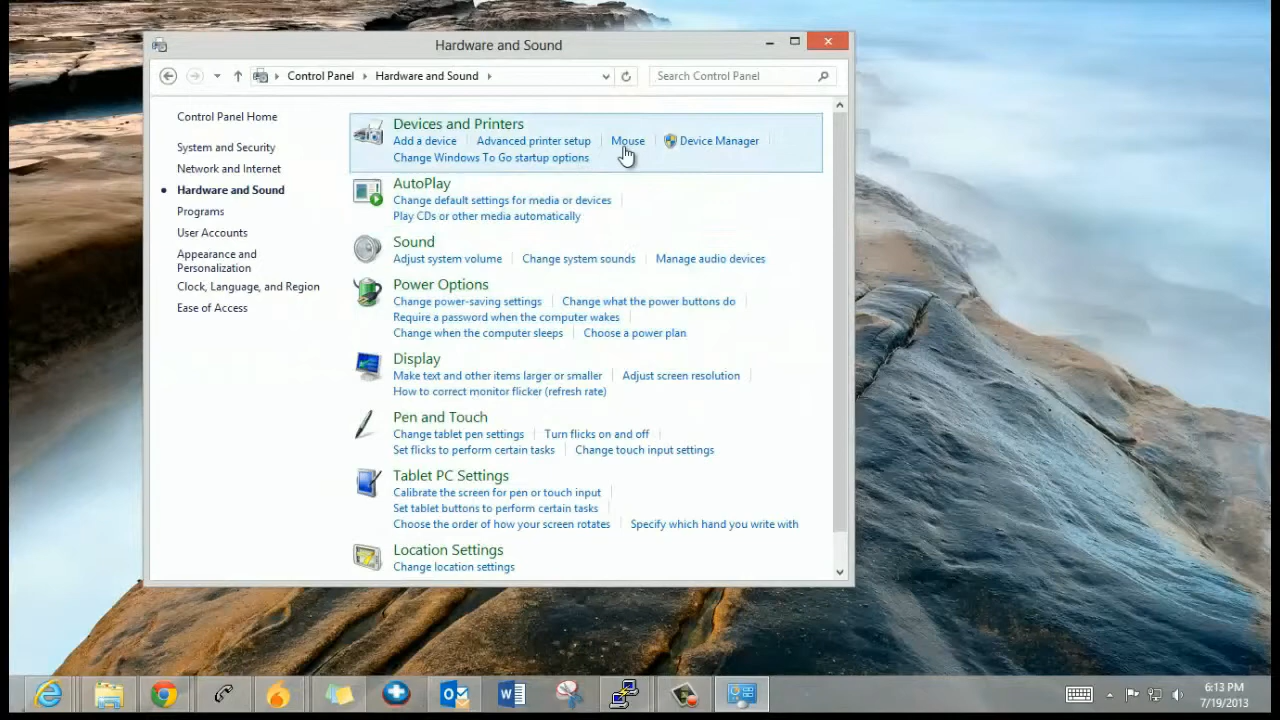 Hardware and Sound
Control Panel Hardware and Sound Search Control Panel
Control Panel Home
System and Security
Network and Internet
Hardware and Sound
Programs
User Accounts
Appearance and
Personalization
Clock, Language, and Region
Ease of Access
Devices and Printers
Add a device Advanced printer setup Mouse Device Manager
Change Windows To Go startup options
AutoPlay
Change default settings for media or devices
Play CDs or other media automatically
Sound
Adjust system volume Change system sounds Manage audio devices
Power Options
Change power-saving settings Change what the power buttons do
Require a password when the computer wakes
Change when the computer sleeps Choose a power plan
Display
Make text and other items larger or smaller Adjust screen resolution
How to correct monitor flicker (refresh rate)
Pen and Touch
Change tablet pen settings Turn flicks on and off
Set flicks to perform certain tasks Change touch input settings
Tablet PC Settings
Calibrate the screen for pen or touch input
Set tablet buttons to perform certain tasks
Choose the order of how your screen rotates Specify which hand you write with
Location Settings
Change location settings
6:13 PM
7/19/2013